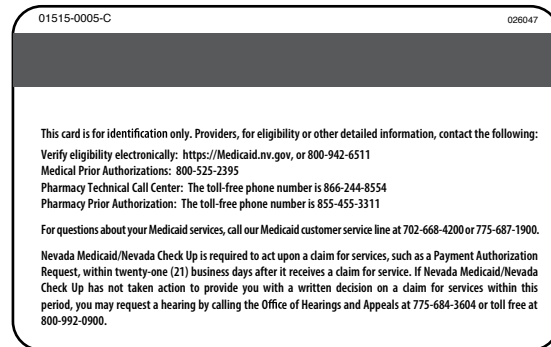 01515-0005-C
026047
This card is for identification only. Providers, for eligibility or other detailed information, contact the following:
Verify eligibility electronically: https://Medicaid.nv.gov, or 800-942-6511
Medical Prior Authorizations: 800-525-2395
Pharmacy Technical Call Center: The toll-free phone number is 866-244-8554
Pharmacy Prior Authorization: The toll-free phone number is 855-455-3311
For questions about your Medicaid services, call our Medicaid customer service line at 702-668-4200 or 775-687-1900.
Nevada Medicaid/Nevada Check Up is required to act upon a claim for services, such as a Payment Authorization
Request, within twenty-one (21) business days after it receives a claim for service. If Nevada Medicaid/Nevada
Check Up has not taken action to provide you with a written decision on a claim for services within this
period, you may request a hearing by calling the Office of Hearings and Appeals at 775-684-3604 or toll free at
800-992-0900.